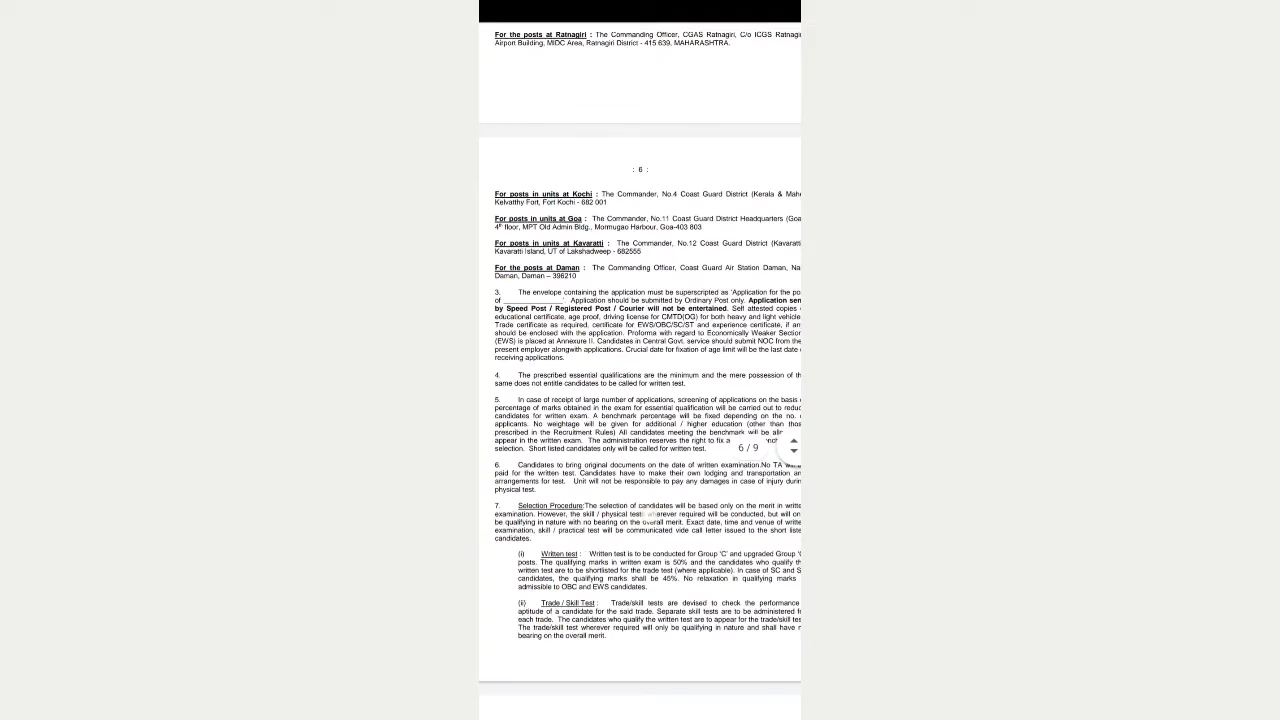 For the posts at Ratnagiri : The Commanding Officer, CGAS Ratnagiri, C/o ICGS Ratnagiri
Airport Building, MIDC Area, Ratnagiri District - 415 639, MAHARASHTRA.
: 6 :
For posts in units at Kochi : The Commander, No.4 Coast Guard District (Kerala & Mahe
Kelvatthy Fort, Fort Kochi - 682 001
For posts in units at Goa : The Commander, No.11 Coast Guard District Headquarters (Goa
4th floor, MPT Old Admin Bldg., Mormugao Harbour, Goa-403 803
For posts in units at Kavaratti : The Commander, No.12 Coast Guard District (Kavaratti
Kavaratti Island, UT of Lakshadweep - 682555
For the posts at Daman : The Commanding Officer, Coast Guard Air Station Daman, Na
Daman, Daman – 396210
3. The envelope containing the application must be superscripted as 'Application for the po
of _______________' Application should be submitted by Ordinary Post only. Application sen
by Speed Post / Registered Post / Courier will not be entertained. Self attested copies
educational certificate, age proof, driving license for CMTD(OG) for both heavy and light vehicle
Trade certificate as required, certificate for EWS/OBC/SC/ST and experience certificate, if an
should be enclosed with the application. Proforma with regard to Economically Weaker Section
(EWS) is placed at Annexure II. Candidates in Central Govt. service should submit NOC from the
present employer alongwith applications. Crucial date for fixation of age limit will be the last date
receiving applications.
4. The prescribed essential qualifications are the minimum and the mere possession of th
same does not entitle candidates to be called for written test.
5. In case of receipt of large number of applications, screening of applications on the basis
percentage of marks obtained in the exam for essential qualification will be carried out to reduc
candidates for written exam. A benchmark percentage will be fixed depending on the no.
applicants. No weightage will be given for additional / higher education (other than thos
prescribed in the Recruitment Rules) All candidates meeting the benchmark will be
appear in the written exam. The administration reserves the right to fix a
selection. Short listed candidates only will be called for written test.
6 / 9
6. Candidates to bring original documents on the date of written examination.No TA
paid for the written test. Candidates have to make their own lodging and transportation an
arrangements for test. Unit will not be responsible to pay any damages in case of injury durin
physical test.
7. Selection Procedure:The selection of candidates will be based only on the merit in writte
examination. However, the skill / physical test wherever required will be conducted, but will on
be qualifying in nature with no bearing on the overall merit. Exact date, time and venue of writte
examination, skill / practical test will be communicated vide call letter issued to the short liste
candidates.
(i) Written test : Written test is to be conducted for Group 'C' and upgraded Group
posts. The qualifying marks in written exam is 50% and the candidates who qualify th
written test are to be shortlisted for the trade test (where applicable). In case of SC and S
candidates, the qualifying marks shall be 45%. No relaxation in qualifying marks
admissible to OBC and EWS candidates.
(ii) Trade / Skill Test : Trade/skill tests are devised to check the performance
aptitude of a candidate for the said trade. Separate skill tests are to be administered f
each trade. The candidates who qualify the written test are to appear for the trade/skill tes
The trade/skill test wherever required will only be qualifying in nature and shall have n
bearing on the overall merit.